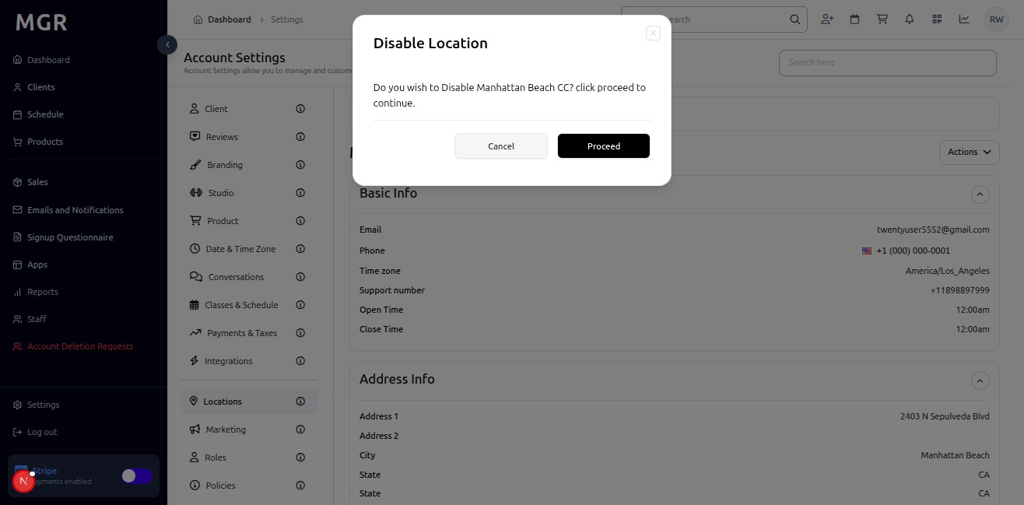 MGR
Dashboard
Clients
Schedule
Products
Sales
Emails and Notifications
Signup Questionnaire
Apps
Reports
Staff
Account Deletion Requests
Settings
Log out
Stripe
ayments enabled
N
Dashboard > Settings
earch
RW
Account Settings
Account Settings allow you to manage and custom
Search here
Client
Reviews
Branding
Studio
Product
Date & Time Zone
Conversations
Classes & Schedule
Payments & Taxes
Integrations
Locations
Marketing
Roles
Policies
Disable Location
Do you wish to Disable Manhattan Beach CC? click proceed to
continue.
Cancel Proceed
Actions
Basic Info
Email twentyuser5552@gmail.com
Phone +1 (000) 000-0001
Time zone America/Los_Angeles
Support number +11898897999
Open Time 12:00am
Close Time 12:00am
Address Info
Address 1 2403 N Sepulveda Blvd
Address 2
City Manhattan Beach
State CA
State CA